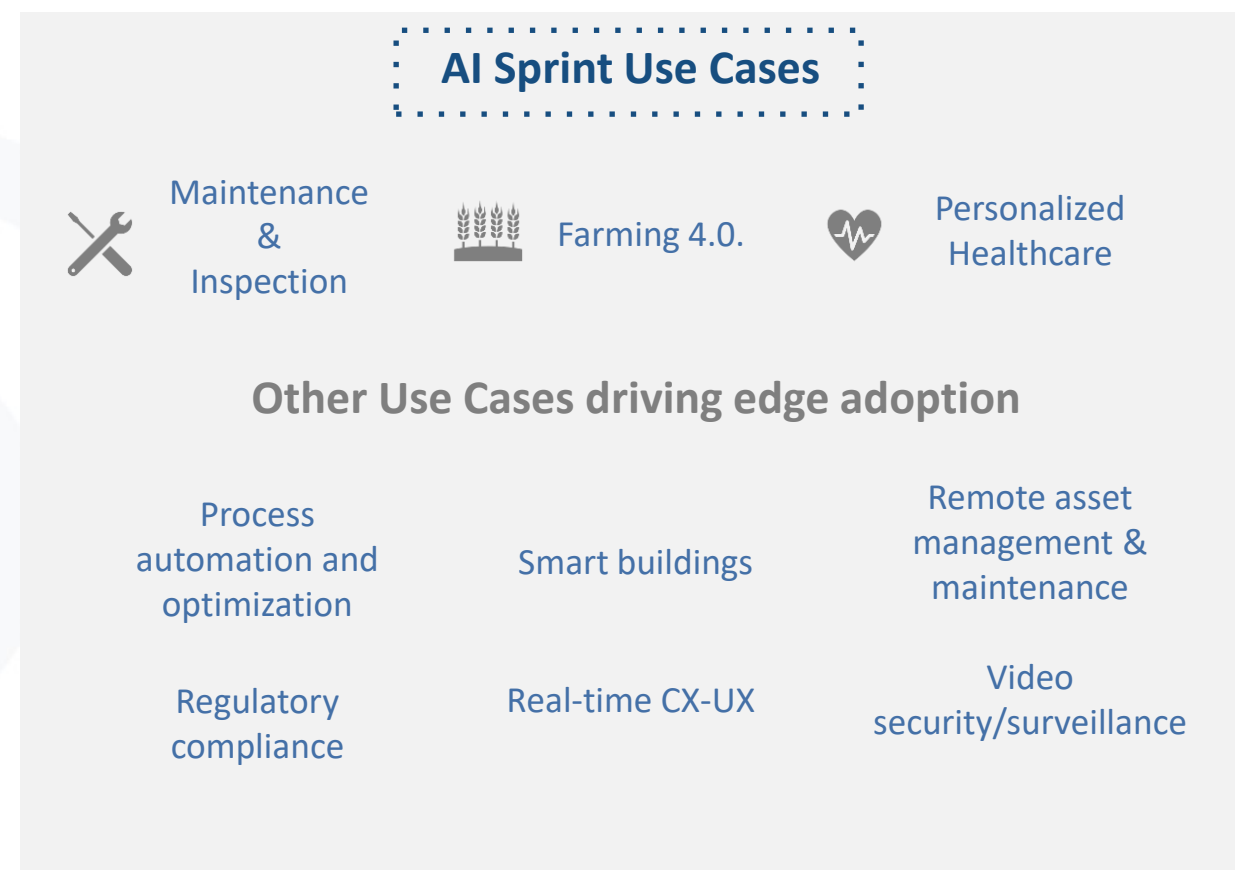 AI Sprint Use Cases
Maintenance
&
Inspection
Farming 4.0.
Personalized
Healthcare
Other Use Cases driving edge adoption
Process
automation and
optimization
Smart buildings
Remote asset
management &
maintenance
Regulatory
compliance
Real-time CX-UX
Video
security/surveillance